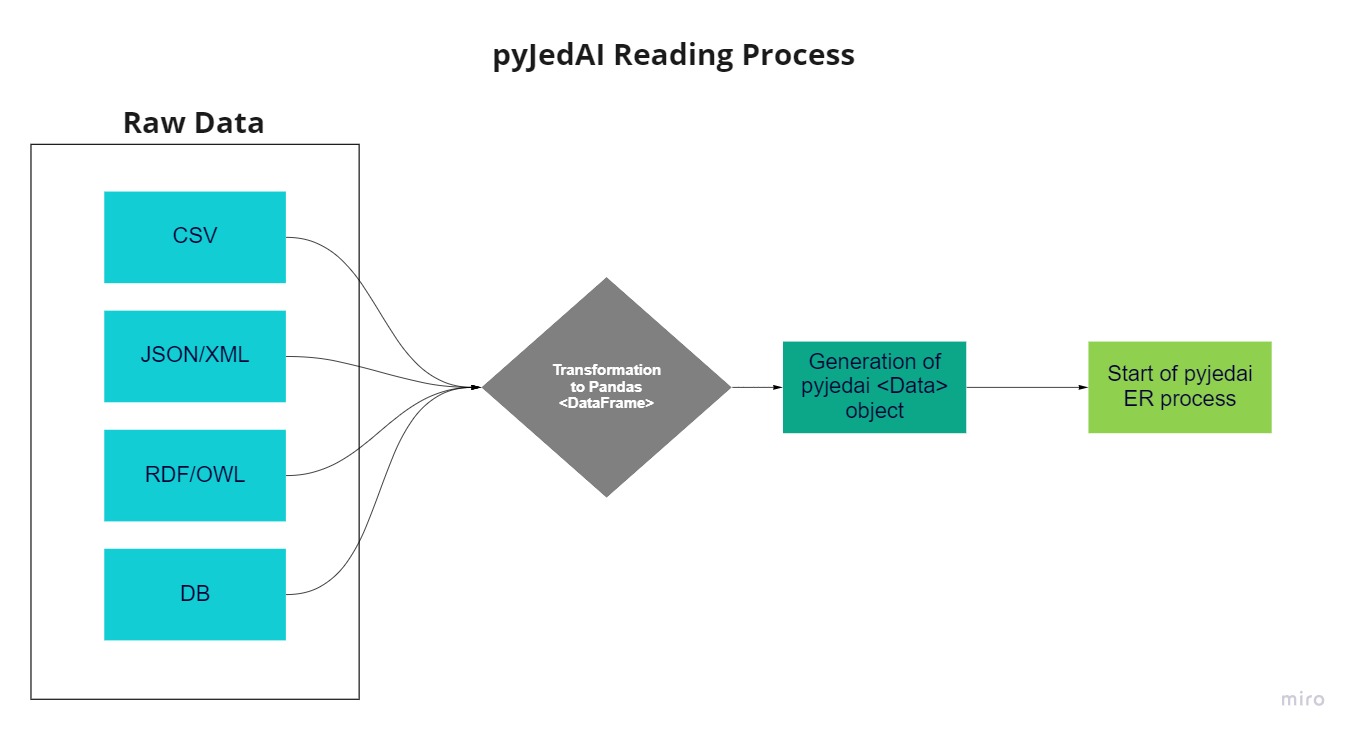 pyJedAI Reading Process
Raw Data
CSV
JSON/XML
RDF/OWL
DB
Transformation
to Pandas
<DataFrame>
Generation of
pyjedai <Data>
object
Start of pyjedai
ER process
miro